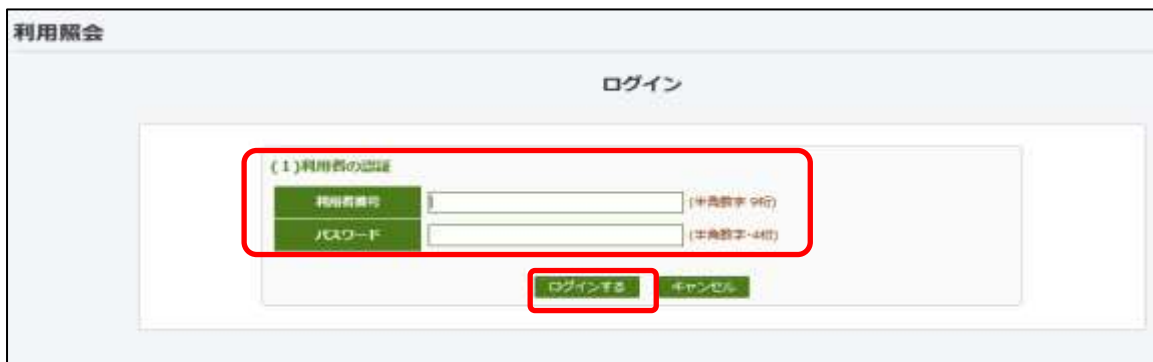 利用照会
ログイン
(1)利用者の認証
利用者番号 (半角数字 9桁)
パスワード (半角数字-4桁)
ログインする キャンセル